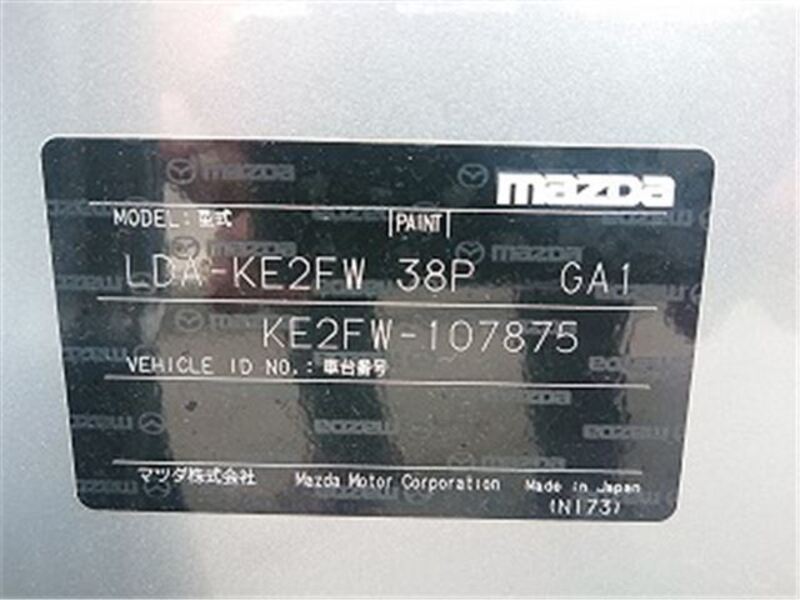 mazda
MODEL: 型式 PAINT
LDA-KE2FW 38P GA1
KE2FW-107875
VEHICLE ID NO.: 車台番号
マツダ株式会社 Mazda Motor Corporation Made in Japan
(N173)